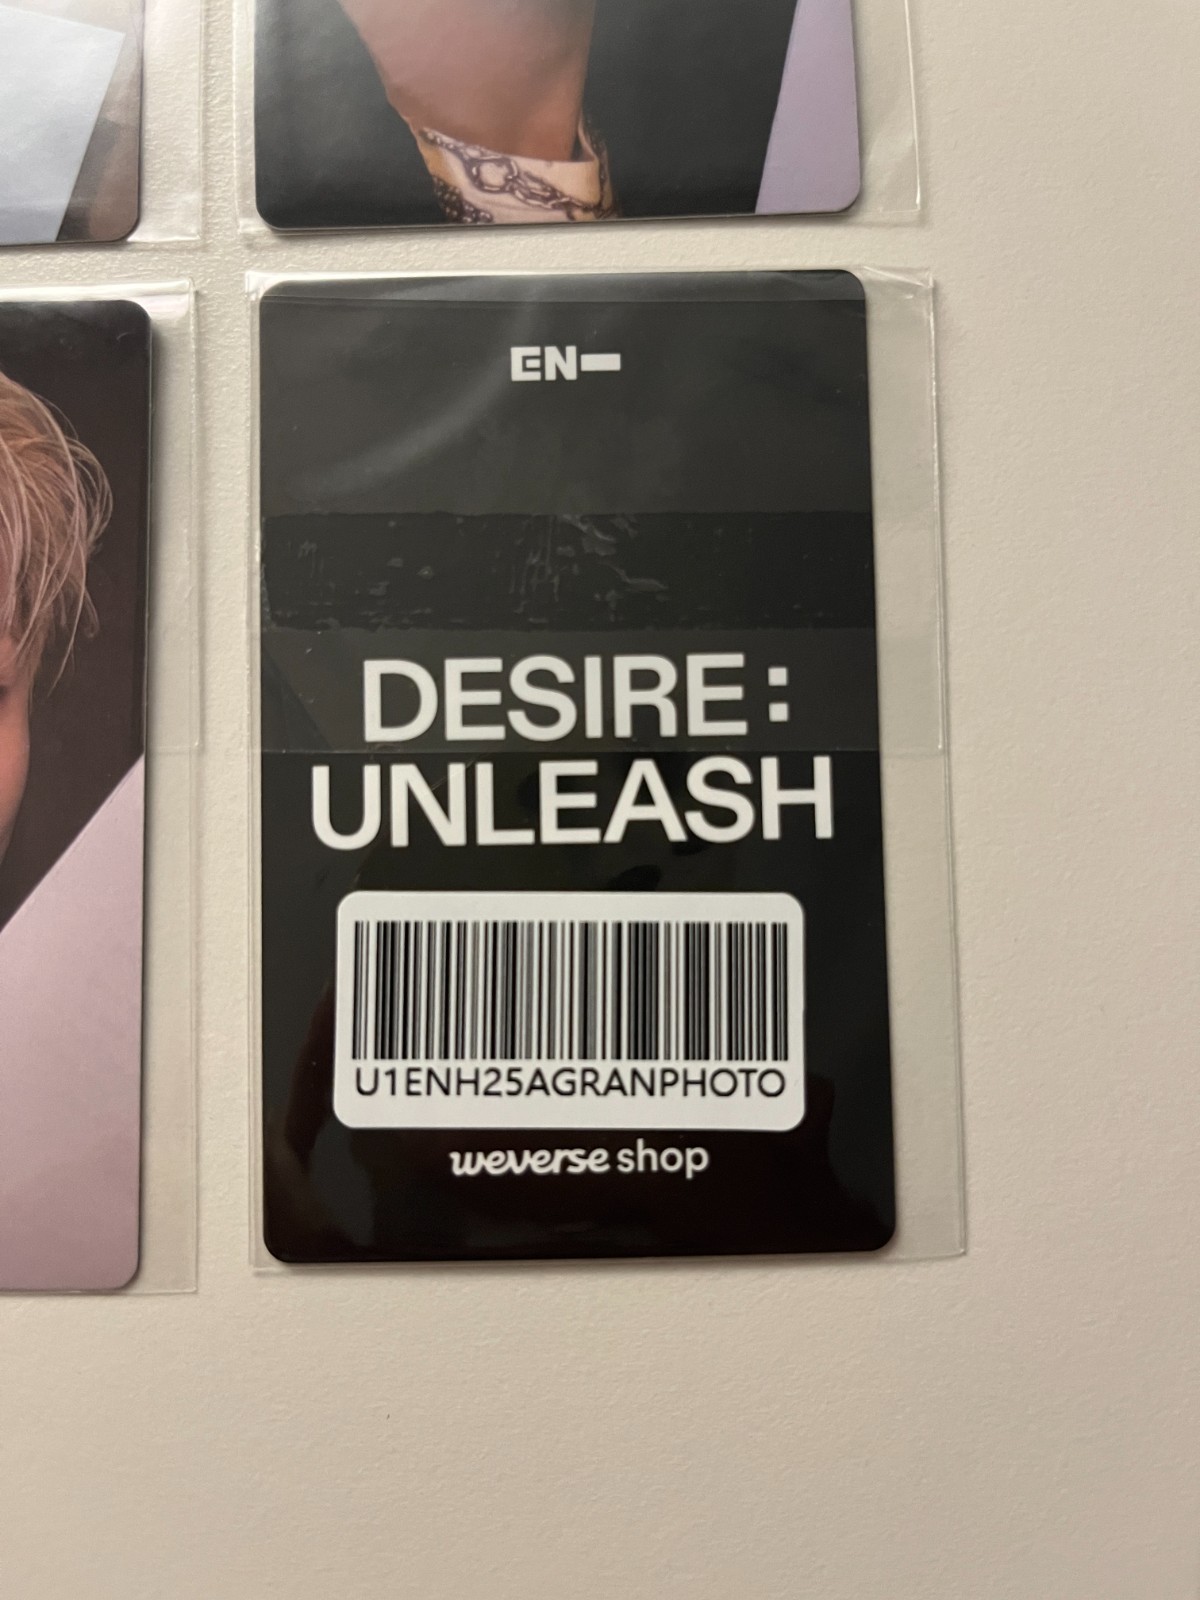 EN-
DESIRE :
UNLEASH
U1ENH25AGRANPHOTO
weverse shop